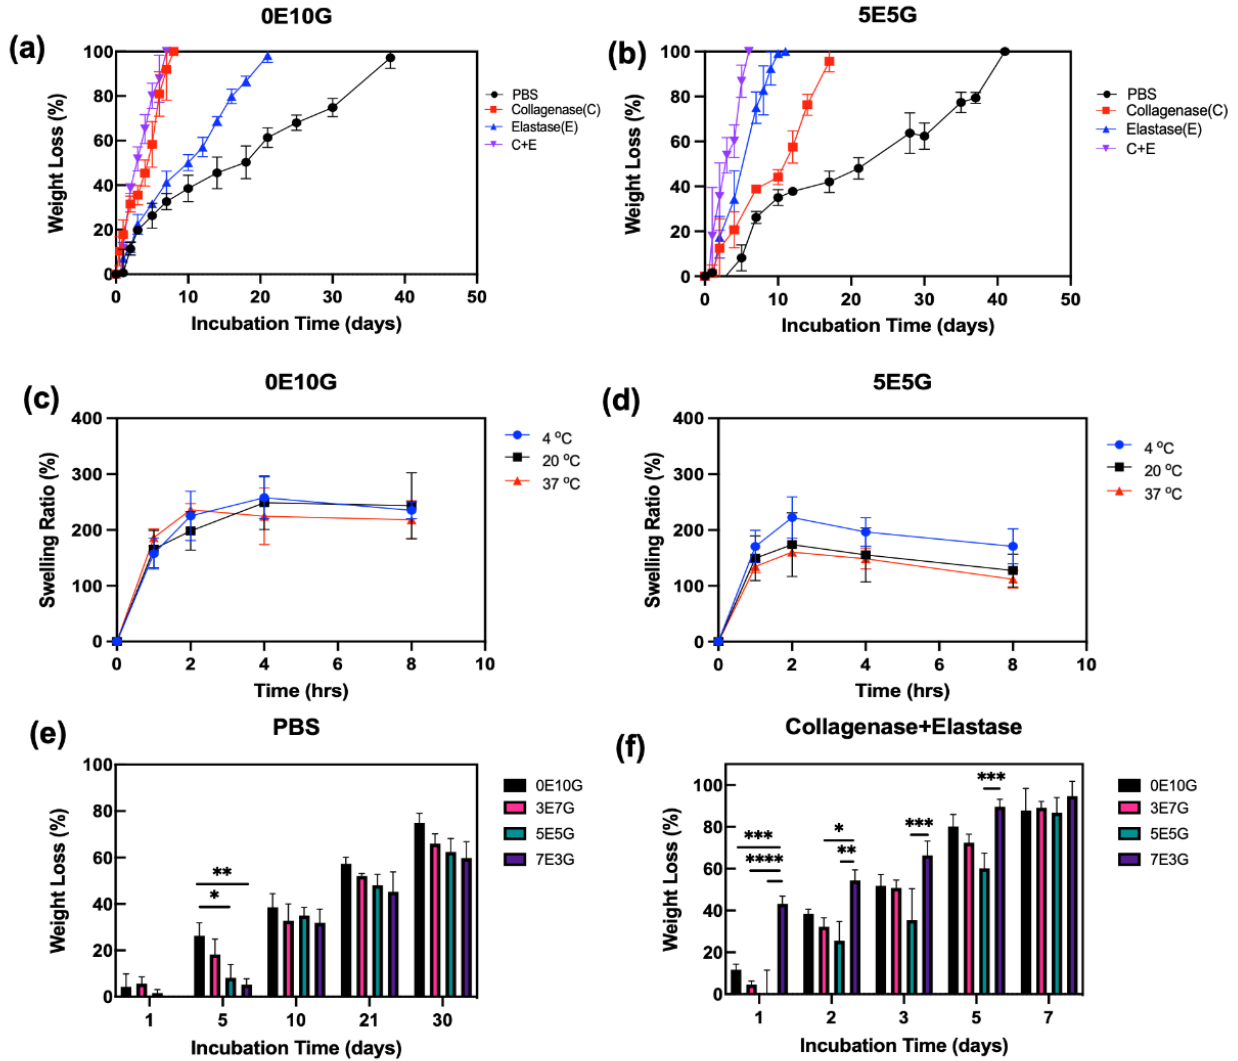 0E10G
5E5G
(a)
(b)
100
80
60
40
20
0
Weight Loss (%)
0 10 20 30 40 50
Incubation Time (days)
PBS
Collagenase(C)
Elastase(E)
C+E
100
80
60
40
20
0
Weight Loss (%)
0 10 20 30 40 50
Incubation Time (days)
PBS
Collagenase(C)
Elastase(E)
C+E
0E10G
5E5G
(c)
(d)
400
300
200
100
0
Swelling Ratio (%)
0 2 4 6 8 10
Time (hrs)
4 ºC
20 ºC
37 ºC
400
300
200
100
0
Swelling Ratio (%)
0 2 4 6 8 10
Time (hrs)
4 ºC
20 ºC
37 ºC
(e)
PBS
(f)
Collagenase+Elastase
100
80
60
40
20
0
Weight Loss (%)
**
*
1 5 10 21 30
Incubation Time (days)
0E10G
3E7G
5E5G
7E3G
100
80
60
40
20
0
Weight Loss (%)
***
****
*
**
***
***
1 2 3 5 7
Incubation Time (days)
0E10G
3E7G
5E5G
7E3G